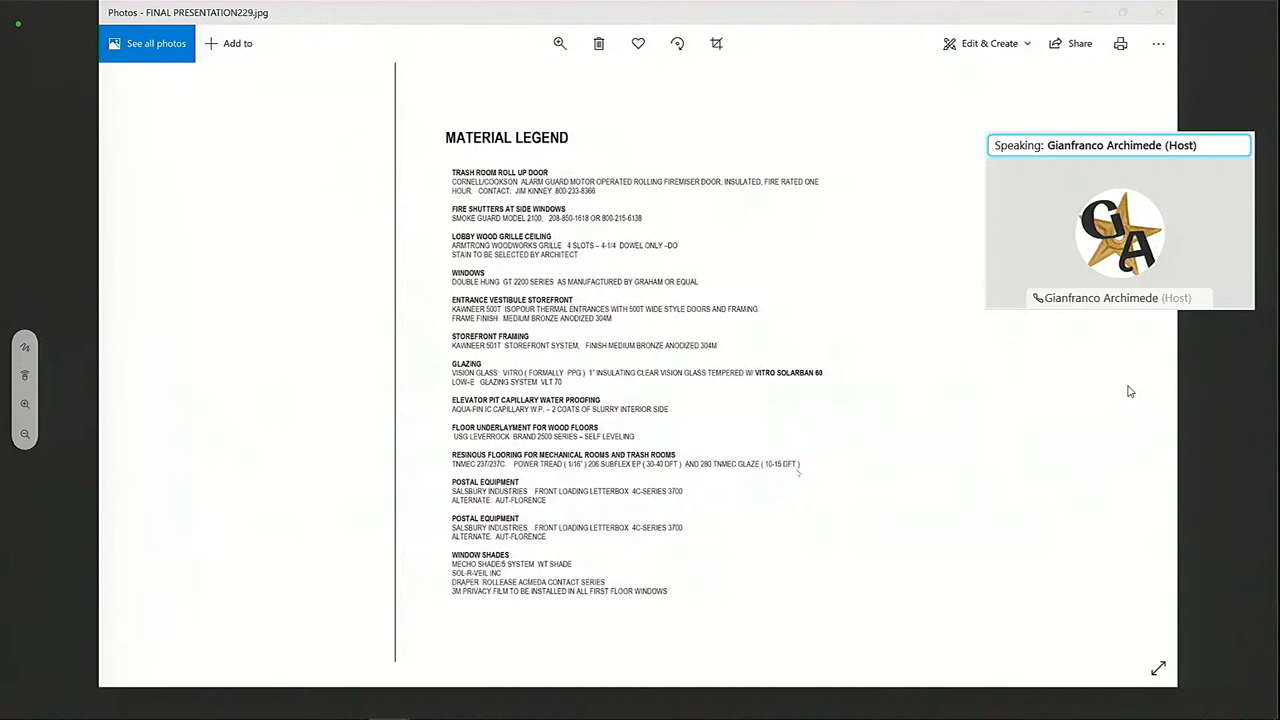 Photos - FINAL PRESENTATION229.jpg
See all photos
Add to
Edit & Create
Share
MATERIAL LEGEND
TRASH ROOM ROLL UP DOOR
CORNELL/COOKSON ALARM GUARD MOTOR OPERATED ROLLING FIREMISER DOOR, INSULATED, FIRE RATED ONE
HOUR. CONTACT: JIM KINNEY 800-233-8366
FIRE SHUTTERS AT SIDE WINDOWS
SMOKE GUARD MODEL 2100, 208-850-1618 OR 800-215-6138
LOBBY WOOD GRILLE CEILING
ARMSTRONG WOODWORKS GRILLE 4 SLOTS – 4-1/4 DOWEL ONLY –DO
STAIN TO BE SELECTED BY ARCHITECT
WINDOWS
DOUBLE HUNG GT 2200 SERIES AS MANUFACTURED BY GRAHAM OR EQUAL
ENTRANCE VESTIBULE STOREFRONT
KAWNEER 500T ISOPOUR THERMAL ENTRANCES WITH 500T WIDE STYLE DOORS AND FRAMING.
FRAME FINISH: MEDIUM BRONZE ANODIZED 304M
STOREFRONT FRAMING
KAWNEER 501T STOREFRONT SYSTEM, FINISH MEDIUM BRONZE ANODIZED 304M
GLAZING
VISION GLASS: VITRO ( FORMALLY PPG ) 1" INSULATING CLEAR VISION GLASS TEMPERED W/ VITRO SOLARBAN 60
LOW–E GLAZING SYSTEM VLT 70
ELEVATOR PIT CAPILLARY WATER PROOFING
AQUA-FIN IC CAPILLARY W.P. – 2 COATS OF SLURRY INTERIOR SIDE
FLOOR UNDERLAYMENT FOR WOOD FLOORS
USG LEVERROCK BRAND 2500 SERIES – SELF LEVELING
RESINOUS FLOORING FOR MECHANICAL ROOMS AND TRASH ROOMS
TNMEC 237/237C. POWER TREAD ( 1/16" ) 206 SUBFLEX EP ( 30-40 DFT ) AND 280 TNMEC GLAZE ( 10-15 DFT )
POSTAL EQUIPMENT
SALSBURY INDUSTRIES FRONT LOADING LETTERBOX 4C-SERIES 3700
ALTERNATE: AUT-FLORENCE
POSTAL EQUIPMENT
SALSBURY INDUSTRIES FRONT LOADING LETTERBOX 4C-SERIES 3700
ALTERNATE: AUT-FLORENCE
WINDOW SHADES
MECHO SHADE/5 SYSTEM WT SHADE
SOL-R-VEIL INC
DRAPER ROLLEASE ACMEDA CONTACT SERIES
3M PRIVACY FILM TO BE INSTALLED IN ALL FIRST FLOOR WINDOWS
Speaking: Gianfranco Archimede (Host)
GA
Gianfranco Archimede (Host)